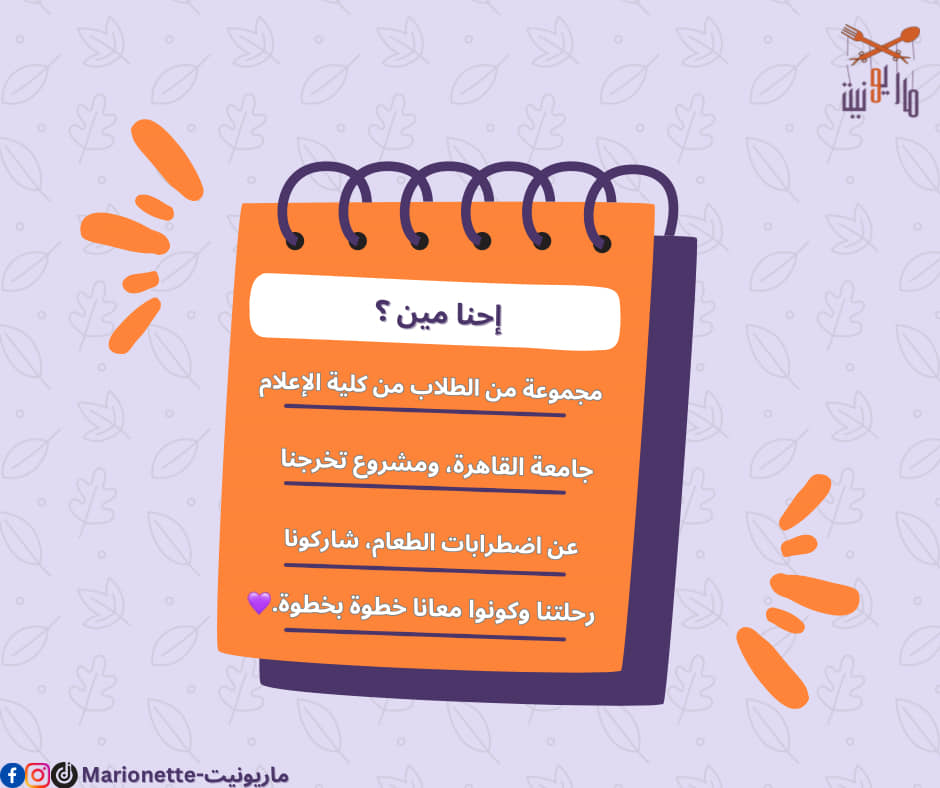 ماريونيت
إحنا مين ؟
مجموعة من الطلاب من كلية الإعلام
جامعة القاهرة، ومشروع تخرجنا
عن اضطرابات الطعام، شاركونا
رحلتنا وكونوا معانا خطوة بخطوة.💜
Marionette-ماريونيت